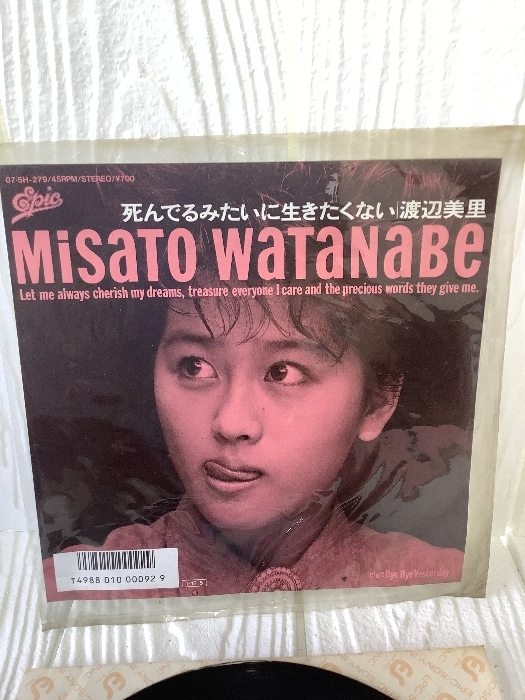 07·5H-279/45RPM/STEREO/¥700
Epic
死んでるみたいに生きたくない|渡辺美里
MiSaTO WaTaNaBe
Let me always cherish my dreams, treasure everyone I care and the precious words they give me.
T4988 010 00092 9
c/w: Bye Bye Yesterday